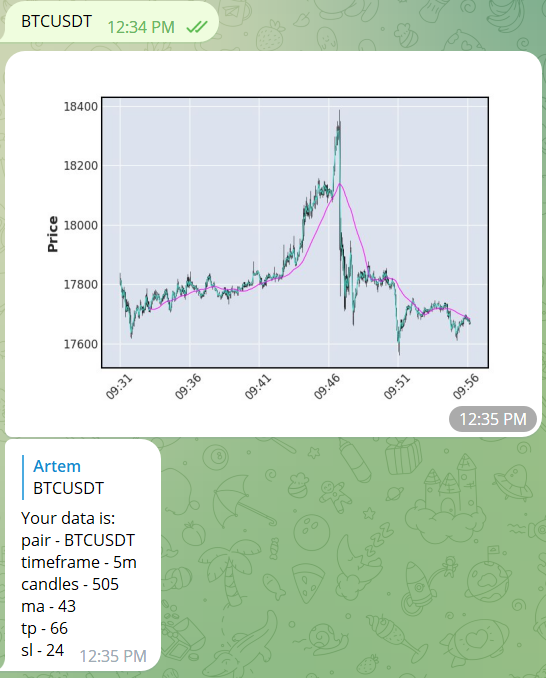 BTCUSDT
12:34 PM
18400
18200
18000
17800
17600
Price
09:31 09:36 09:41 09:46 09:51 09:56
12:35 PM
Artem
BTCUSDT
Your data is:
pair - BTCUSDT
timeframe - 5m
candles - 505
ma - 43
tp - 66
sl - 24
12:35 PM